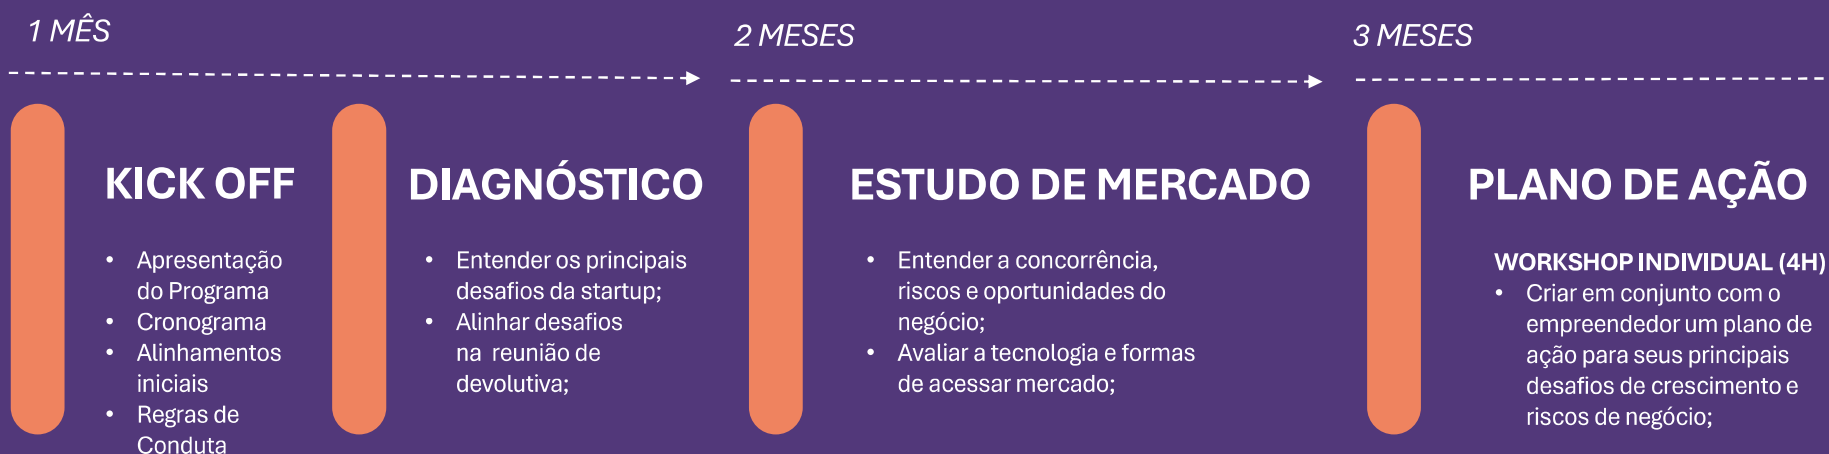 1 MÊS
2 MESES
3 MESES
KICK OFF
• Apresentação
do Programa
• Cronograma
• Alinhamentos
iniciais
• Regras de
Conduta
DIAGNÓSTICO
• Entender os principais
desafios da startup;
• Alinhar desafios
na reunião de
devolutiva;
ESTUDO DE MERCADO
• Entender a concorrência,
riscos e oportunidades do
negócio;
• Avaliar a tecnologia e formas
de acessar mercado;
PLANO DE AÇÃO
WORKSHOP INDIVIDUAL (4H)
• Criar em conjunto com o
empreendedor um plano de
ação para seus principais
desafios de crescimento e
riscos de negócio;